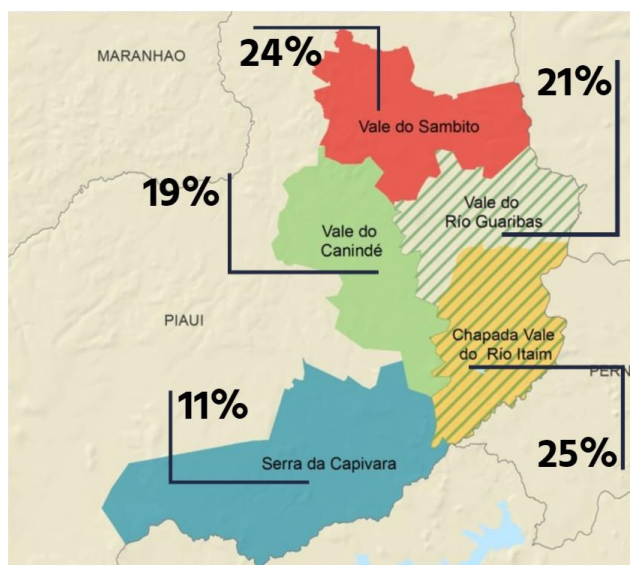 MARANHAO
24%
21%
Vale do Sambito
19%
Vale do
Río Guaribas
Vale do
Canindé
PIAUI
Chapada Vale
do Río Itaim
PERN
11%
25%
Serra da Capivara